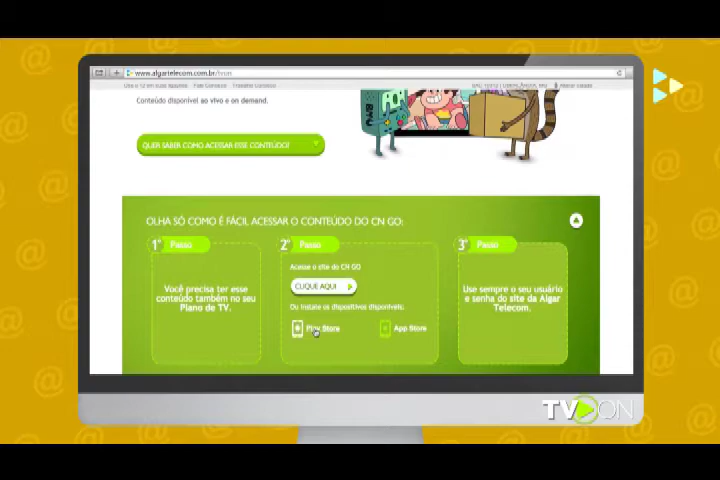 www.algartelecom.com.br/tvon
Conteúdo disponível ao vivo e on demand.
QUER SABER COMO ACESSAR ESSE CONTEÚDO?
OLHA SÓ COMO É FÁCIL ACESSAR O CONTEÚDO DO CN GO:
1º Passo
Você precisa ter esse
conteúdo também no seu
Plano de TV.
2º Passo
Acesse o site do CN GO
CLIQUE AQUI
Ou instale os dispositivos disponíveis:
Play Store
App Store
3º Passo
Use sempre o seu usuário
e senha do site da Algar
Telecom.
TV ON